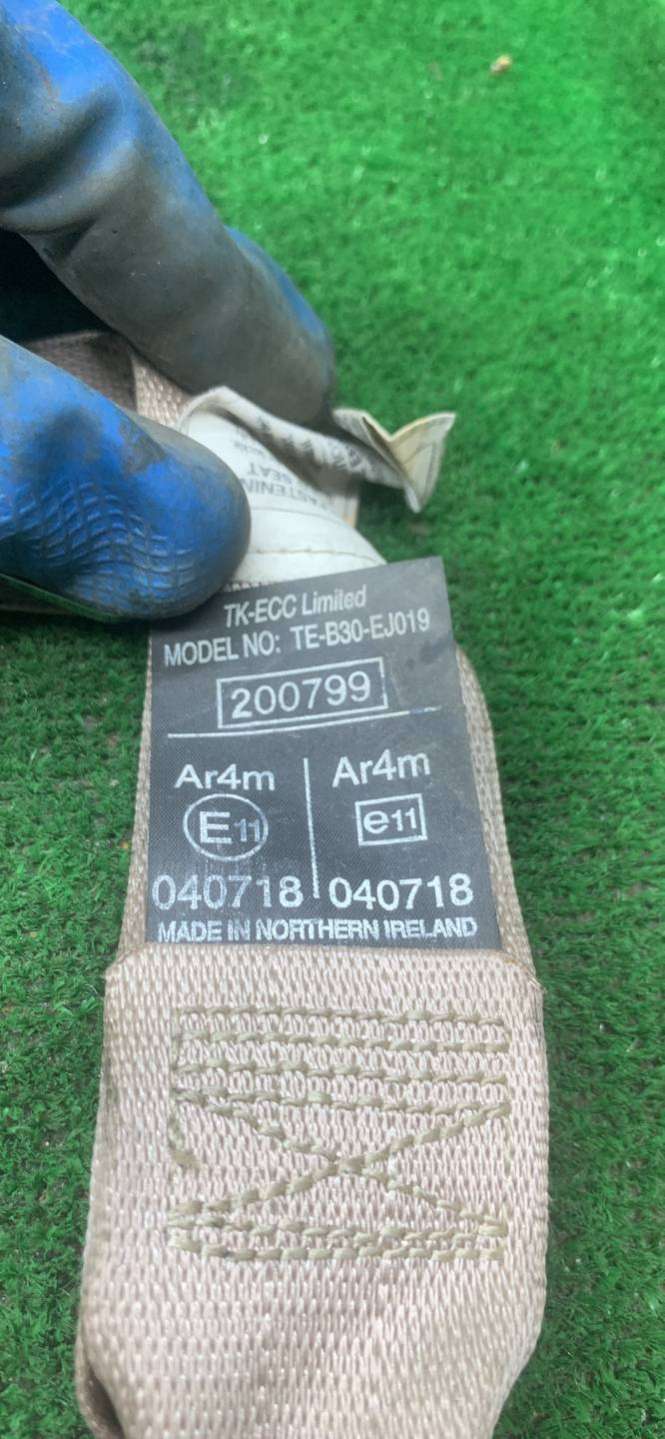 SEAT
TK-ECC Limited
MODEL NO: TE-B30-EJ019
200799
Ar4m Ar4m
E11 e11
040718 040718
MADE IN NORTHERN IRELAND